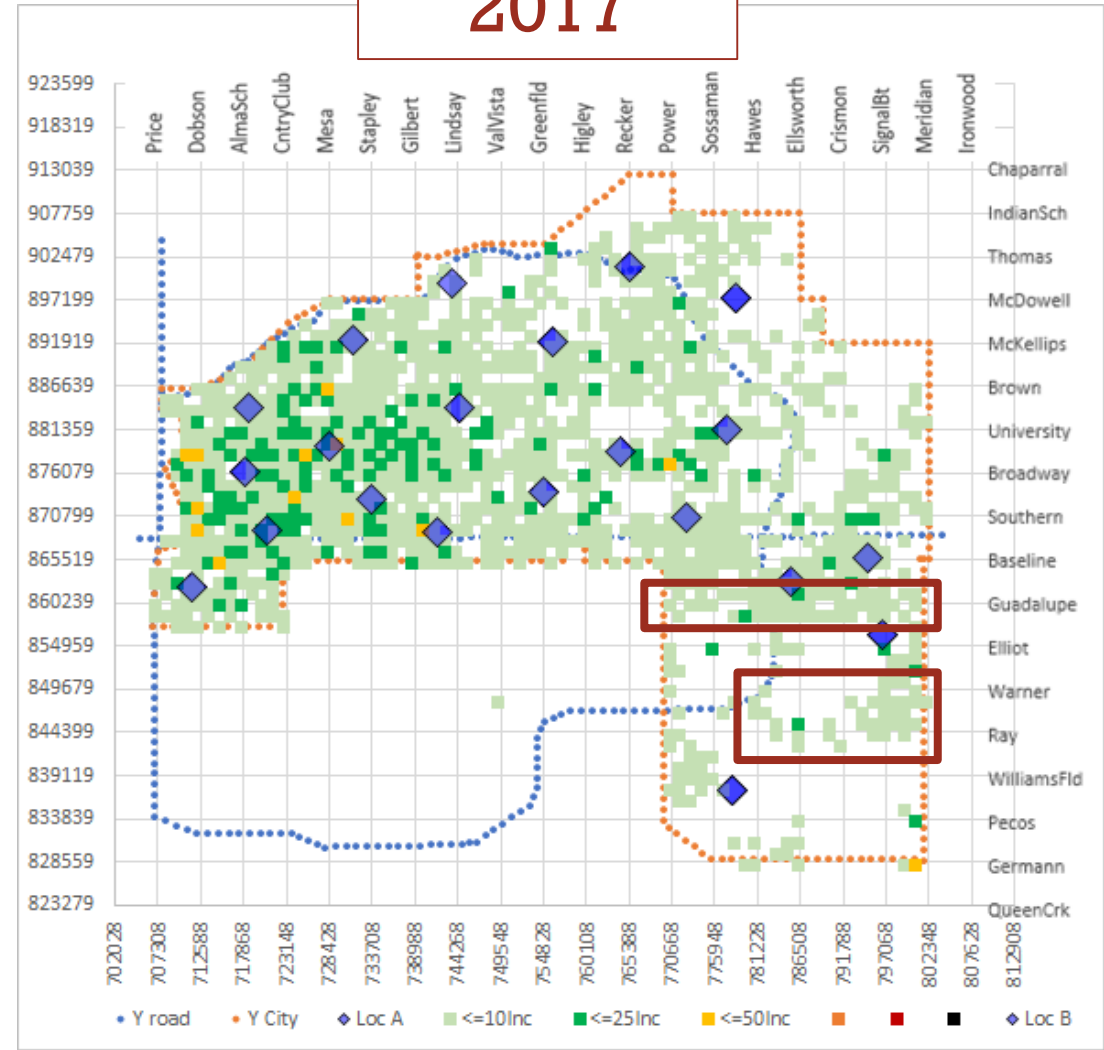 2017
923599
918319
913039
907759
902479
897199
891919
886639
881359
876079
870799
865519
860239
854959
849679
844399
839119
833839
828559
823279
Price
Dobson
AlmaSch
CntryClub
Mesa
Stapley
Gilbert
Lindsay
ValVista
Greenfld
Higley
Recker
Power
Sossaman
Hawes
Ellsworth
Crismon
SignalBt
Meridian
Ironwood
Chaparral
IndianSch
Thomas
McDowell
McKellips
Brown
University
Broadway
Southern
Baseline
Guadalupe
Elliot
Warner
Ray
WilliamsFld
Pecos
Germann
QueenCrk
702028
707308
712588
717868
723148
728428
733708
738988
744268
749548
754828
760108
765388
770668
775948
781228
786508
791788
797068
802348
807628
812908
Y road Y City Loc A <=10Inc <=25Inc <=50Inc Loc B